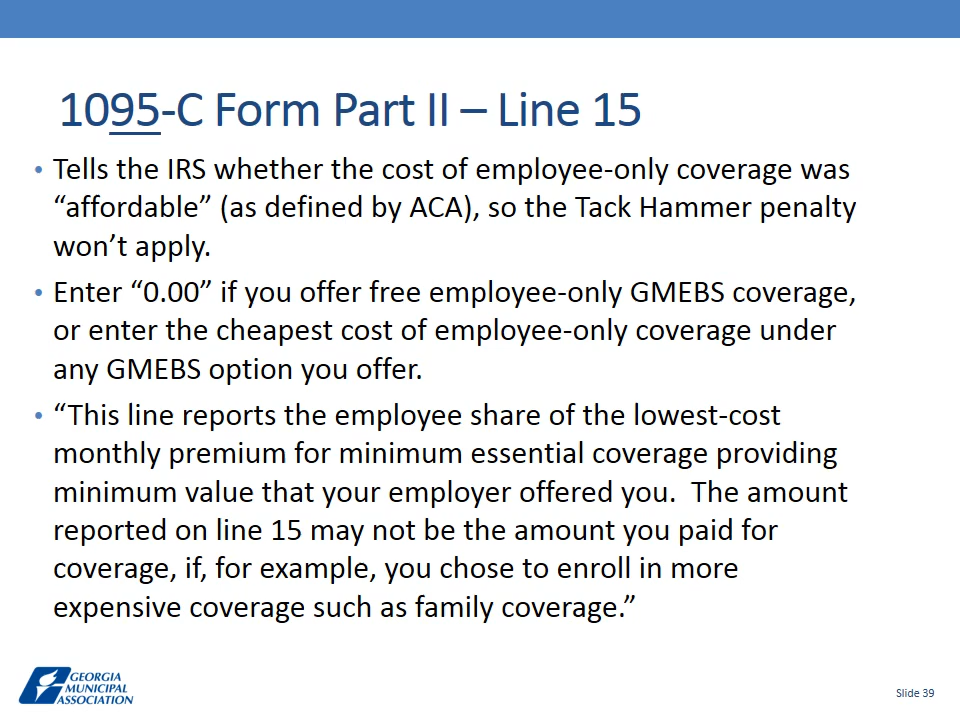 1095-C Form Part II – Line 15
• Tells the IRS whether the cost of employee-only coverage was
“affordable” (as defined by ACA), so the Tack Hammer penalty
won’t apply.
• Enter “0.00” if you offer free employee-only GMEBS coverage,
or enter the cheapest cost of employee-only coverage under
any GMEBS option you offer.
• “This line reports the employee share of the lowest-cost
monthly premium for minimum essential coverage providing
minimum value that your employer offered you.  The amount
reported on line 15 may not be the amount you paid for
coverage, if, for example, you chose to enroll in more
expensive coverage such as family coverage.”
GEORGIA
MUNICIPAL
ASSOCIATION
Slide 39